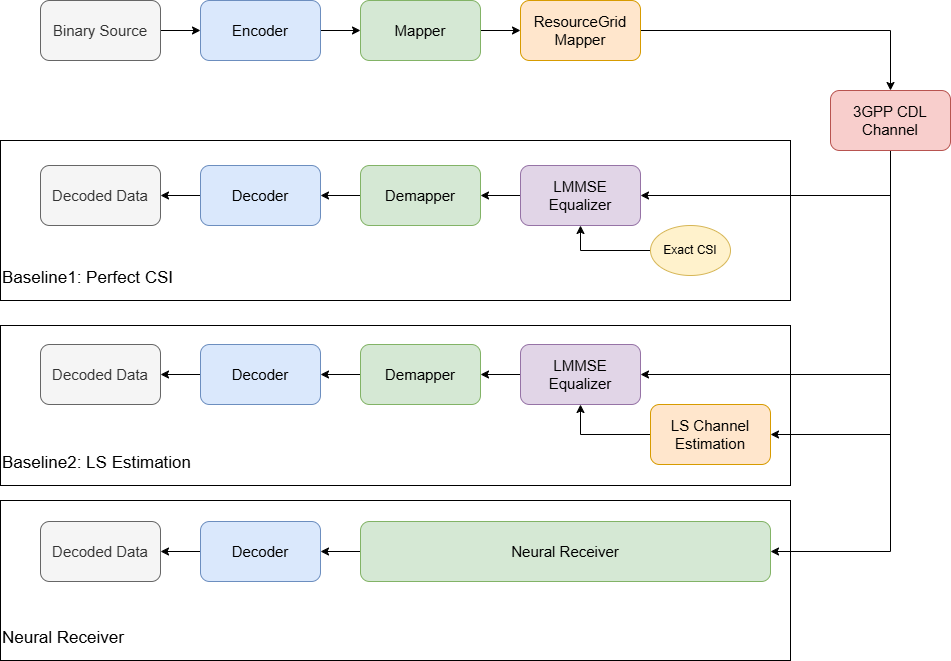 Binary Source
Encoder
Mapper
ResourceGrid
Mapper
3GPP CDL
Channel
Decoded Data
Decoder
Demapper
LMMSE
Equalizer
Exact CSI
Baseline1: Perfect CSI
Decoded Data
Decoder
Demapper
LMMSE
Equalizer
LS Channel
Estimation
Baseline2: LS Estimation
Decoded Data
Decoder
Neural Receiver
Neural Receiver